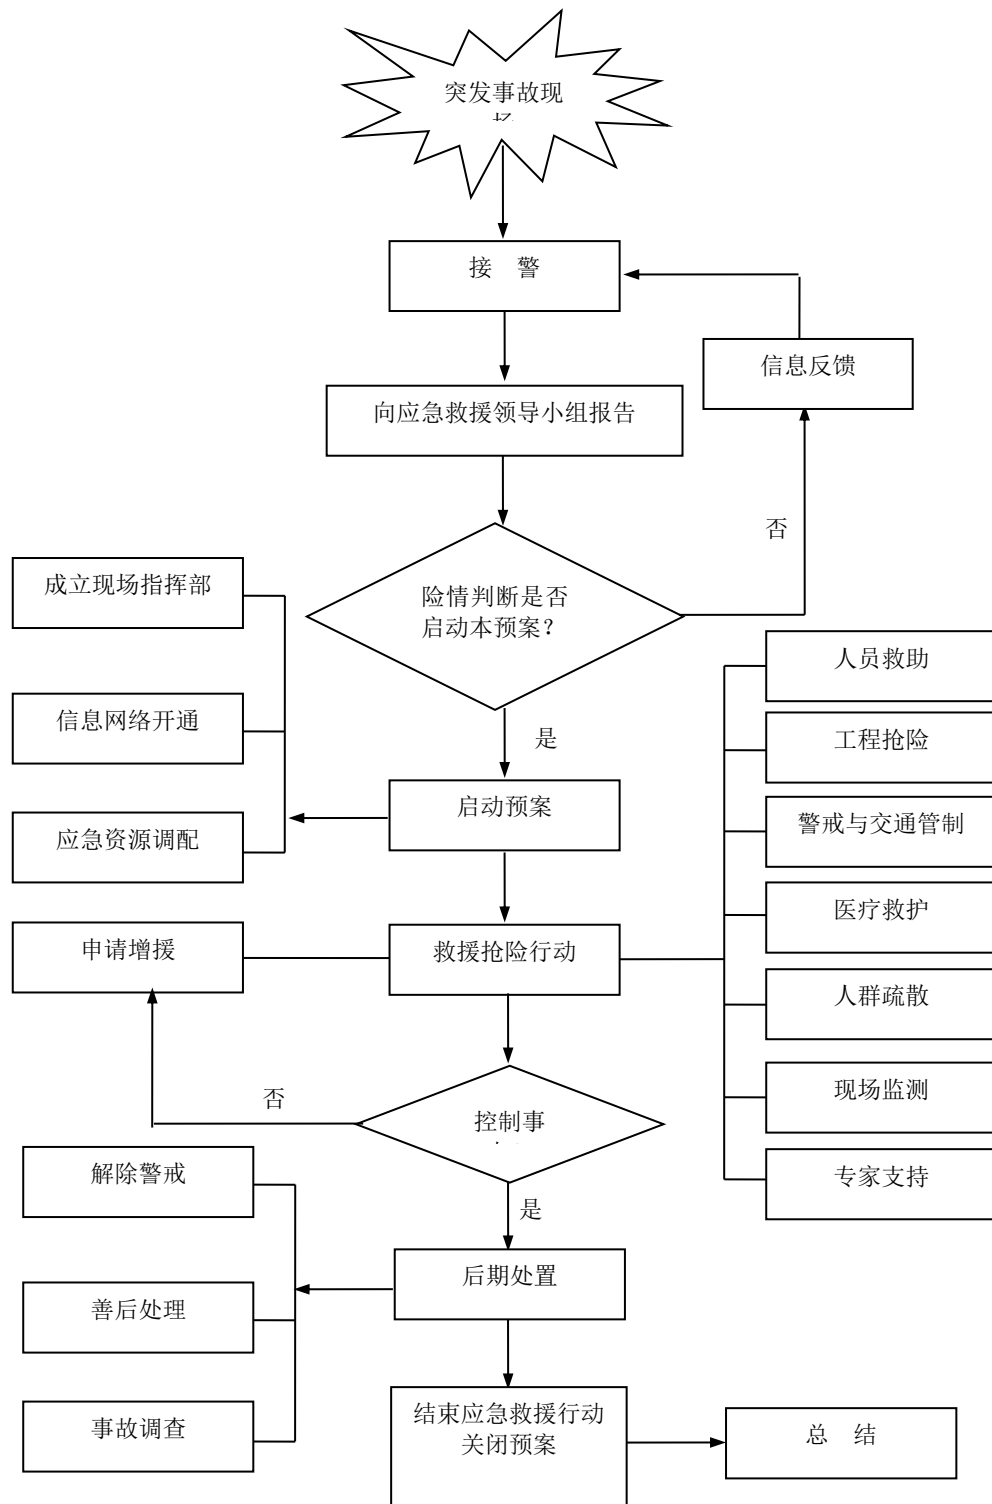 突发事故现
接　警
信息反馈
向应急救援领导小组报告
否
成立现场指挥部
险情判断是否
启动本预案？
人员救助
信息网络开通
是
工程抢险
启动预案
警戒与交通管制
应急资源调配
医疗救护
申请增援
救援抢险行动
人群疏散
现场监测
否
控制事
解除警戒
专家支持
是
后期处置
善后处理
结束应急救援行动
关闭预案
事故调查
总　结